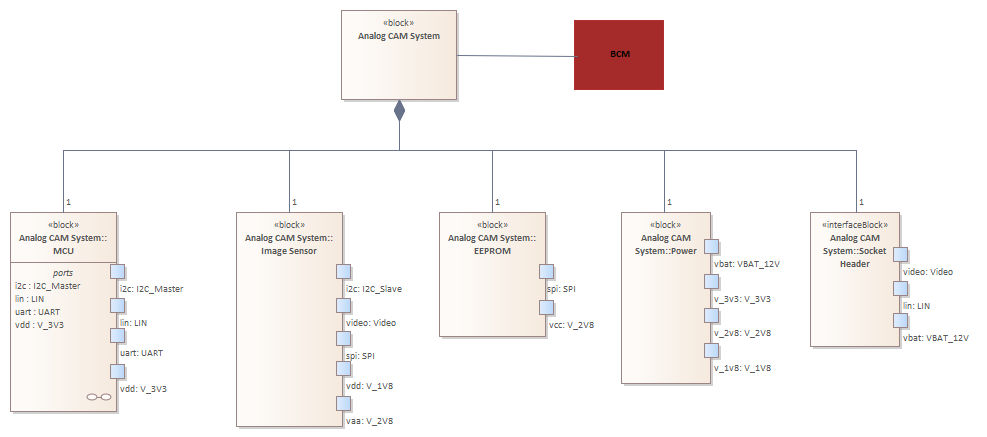 «block»
Analog CAM System
BCM
1
1
1
1
1
«block»
Analog CAM System::
MCU
ports
i2c : I2C_Master
lin : LIN
uart : UART
vdd : V_3V3
i2c: I2C_Master
lin: LIN
uart: UART
vdd: V_3V3
«block»
Analog CAM System::
Image Sensor
i2c: I2C_Slave
video: Video
spi: SPI
vdd: V_1V8
vaa: V_2V8
«block»
Analog CAM System::
EEPROM
spi: SPI
vcc: V_2V8
«block»
Analog CAM
System::Power
vbat: VBAT_12V
v_3v3: V_3V3
v_2v8: V_2V8
v_1v8: V_1V8
«interfaceBlock»
Analog CAM
System::Socket
Header
video: Video
lin: LIN
vbat: VBAT_12V